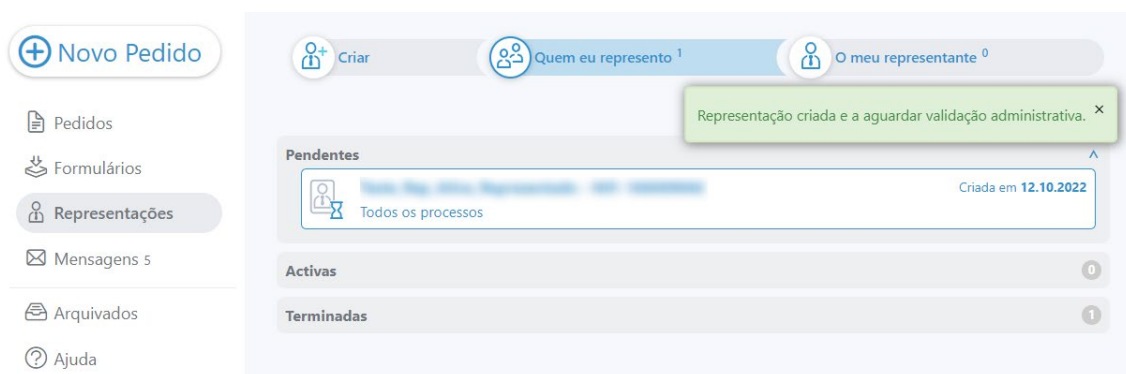 Novo Pedido
Pedidos
Formulários
Representações
Mensagens 5
Arquivados
Ajuda
Criar
Quem eu represento 1
O meu representante 0
Representação criada e a aguardar validação administrativa. ×
Pendentes
Criada em 12.10.2022
Todos os processos
Activas 0
Terminadas 1